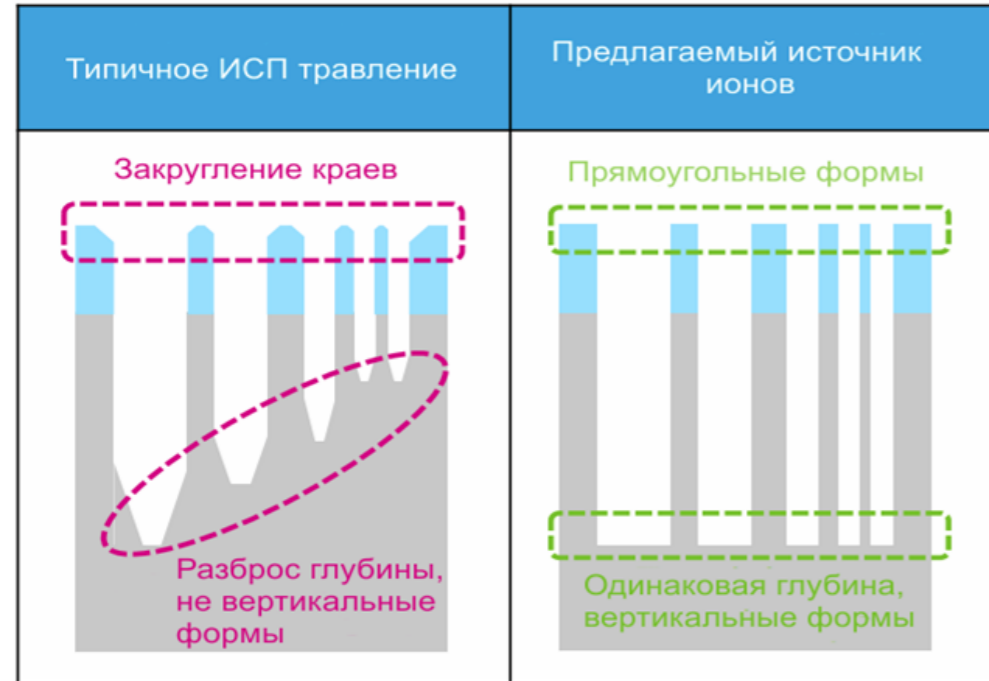 Типичное ИСП травление
Предлагаемый источник
ионов
Закругление краев
Прямоугольные формы
Разброс глубины,
не вертикальные
формы
Одинаковая глубина,
вертикальные формы